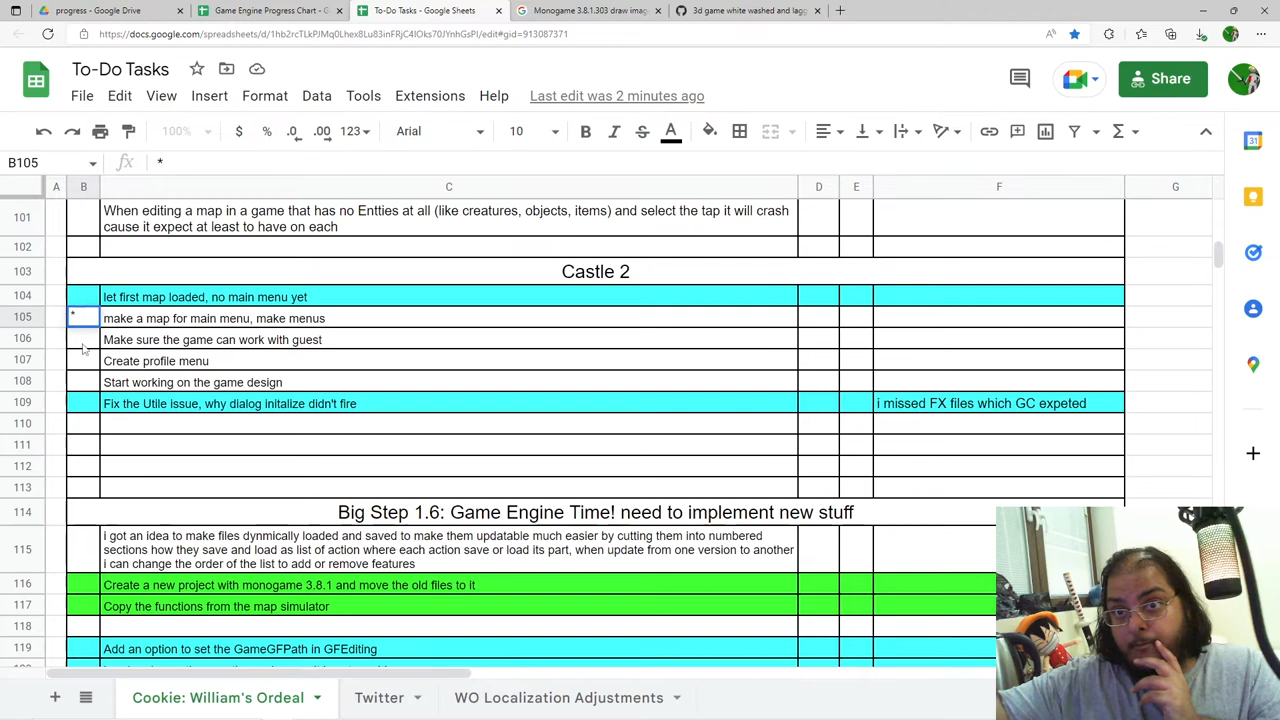 progress - Google Drive
Game Engine Progress Chart - G
To-Do Tasks - Google Sheets
Monogame 3.8.1.303 draw imag
3d game white washed and lagg
https://docs.google.com/spreadsheets/d/1hb2rcTLkPJMq0Lhex8Lu83inFRjC4lOks70JYnhGsPI/edit#gid=913087371
To-Do Tasks
Share
File Edit View Insert Format Data Tools Extensions Help Last edit was 2 minutes ago
100% $ % .0 .00 123 Arial 10 B I S A
B105 fx *
A B C D E F G
101 When editing a map in a game that has no Entties at all (like creatures, objects, items) and select the tap it will crash
cause it expect at least to have on each
102
103 Castle 2
104 let first map loaded, no main menu yet
105 * make a map for main menu, make menus
106 Make sure the game can work with guest
107 Create profile menu
108 Start working on the game design
109 Fix the Utile issue, why dialog initalize didn't fire i missed FX files which GC expeted
110
111
112
113
114 Big Step 1.6: Game Engine Time! need to implement new stuff
i got an idea to make files dynmically loaded and saved to make them updatable much easier by cutting them into numbered
115 sections how they save and load as list of action where each action save or load its part, when update from one version to another
i can change the order of the list to add or remove features
116 Create a new project with monogame 3.8.1 and move the old files to it
117 Copy the functions from the map simulator
118
119 Add an option to set the GameGFPath in GFEditing
Cookie: William's Ordeal Twitter WO Localization Adjustments